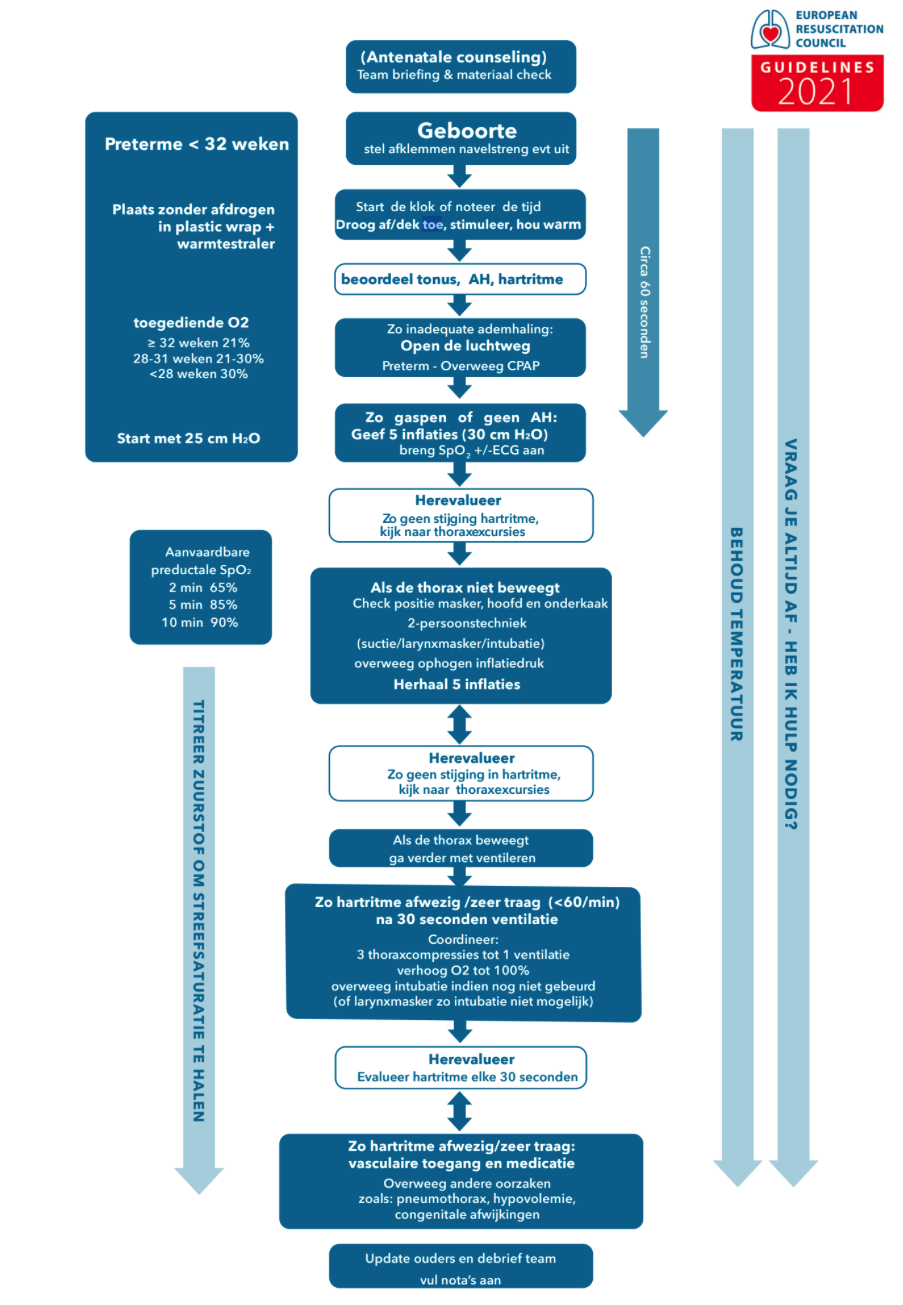 EUROPEAN
RESUSCITATION
COUNCIL
GUIDELINES
2021
(Antenatale counseling)
Team briefing & materiaal check
Geboorte
stel afklemmen navelstreng evt uit
Start de klok of noteer de tijd
Droog af/dek toe, stimuleer, hou warm
beoordeel tonus, AH, hartritme
Zo inadequate ademhaling:
Open de luchtweg
Preterm - Overweeg CPAP
Zo gaspen of geen AH:
Geef 5 inflaties (30 cm H2O)
breng SpO2 +/-ECG aan
Herevalueer
Zo geen stijging hartritme,
kijk naar thoraxexcursies
Als de thorax niet beweegt
Check positie masker, hoofd en onderkaak
2-persoonstechniek
(suctie/larynxmasker/intubatie)
overweeg ophogen inflatiedruk
Herhaal 5 inflaties
Herevalueer
Zo geen stijging in hartritme,
kijk naar thoraxexcursies
Als de thorax beweegt
ga verder met ventileren
Zo hartritme afwezig /zeer traag (<60/min)
na 30 seconden ventilatie
Coordineer:
3 thoraxcompressies tot 1 ventilatie
verhoog O2 tot 100%
overweeg intubatie indien nog niet gebeurd
(of larynxmasker zo intubatie niet mogelijk)
Herevalueer
Evalueer hartritme elke 30 seconden
Zo hartritme afwezig/zeer traag:
vasculaire toegang en medicatie
Overweeg andere oorzaken
zoals: pneumothorax, hypovolemie,
congenitale afwijkingen
Update ouders en debrief team
vul nota's aan
Preterme < 32 weken
Plaats zonder afdrogen
in plastic wrap +
warmtestraler
toegediende O2
≥ 32 weken 21%
28-31 weken 21-30%
<28 weken 30%
Start met 25 cm H2O
Aanvaardbare
preductale SpO2
2 min 65%
5 min 85%
10 min 90%
TITREER ZUURSTOF OM STREEFSATURATIE TE HALEN
Circa 60 seconden
BEHOUD TEMPERATUUR
VRAAG JE ALTIJD AF - HEB IK HULP NODIG?